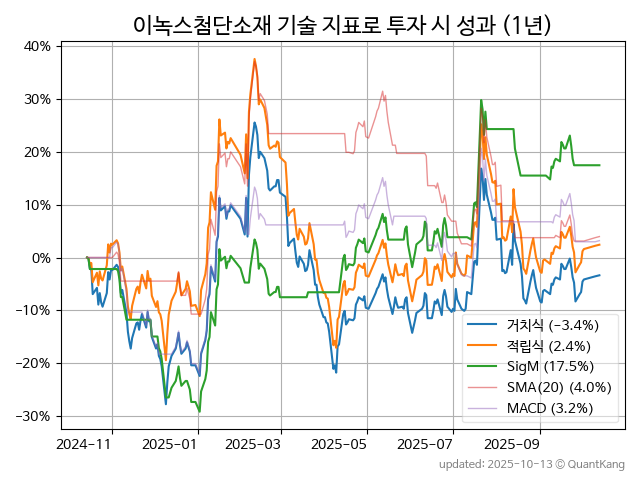 이녹스첨단소재 기술 지표로 투자 시 성과 (1년)
40%
30%
20%
10%
0%
−10%
−20%
−30%
거치식 (−3.4%)
적립식 (2.4%)
SigM (17.5%)
SMA(20) (4.0%)
MACD (3.2%)
2024-11 2025-01 2025-03 2025-05 2025-07 2025-09
updated: 2025-10-13 © QuantKang